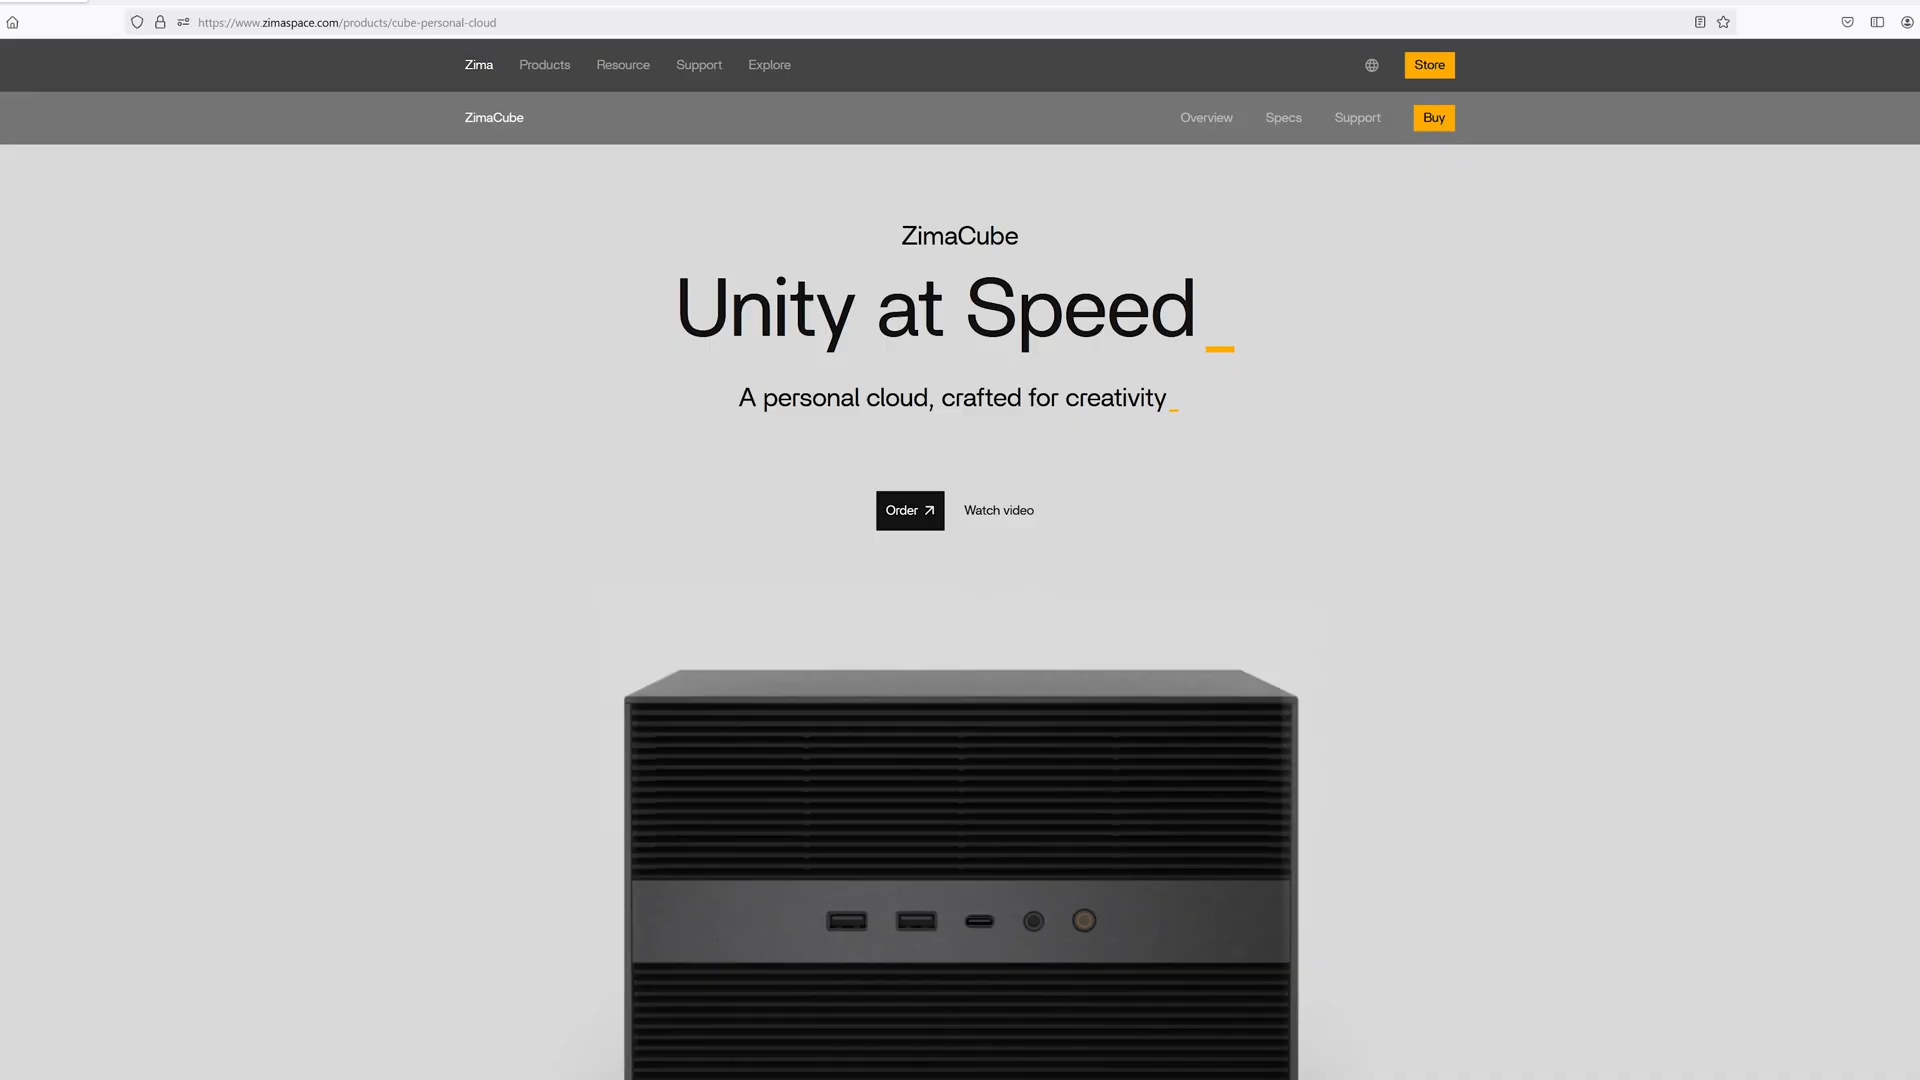 https://www.zimaspace.com/products/cube-personal-cloud
Zima Products Resource Support Explore Store
ZimaCube Overview Specs Support Buy
ZimaCube
Unity at Speed_
A personal cloud, crafted for creativity_
Order Watch video